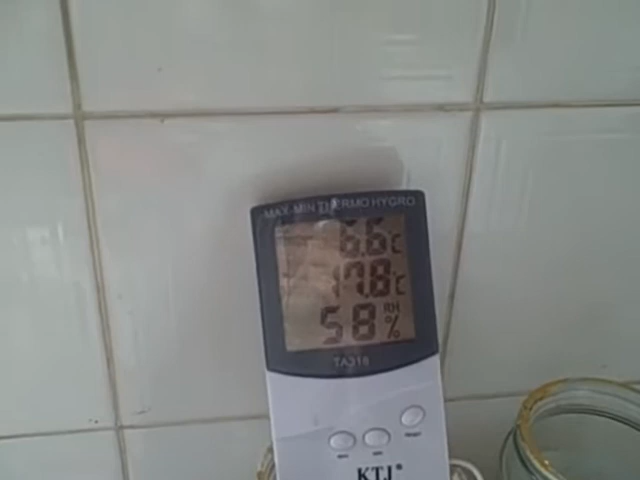 MAX-MIN THERMO HYGRO
6.6°C
17.8°C
58 RH %
TA318
KTJ®